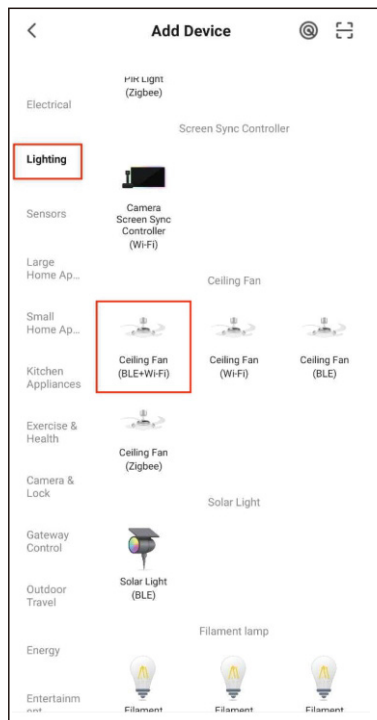 Add Device
Electrical
Lighting
Sensors
Large
Home Ap...
Small
Home Ap...
Kitchen
Appliances
Exercise &
Health
Camera &
Lock
Gateway
Control
Outdoor
Travel
Energy
Entertainm
ent
PIR Light
(Zigbee)
Screen Sync Controller
Camera
Screen Sync
Controller
(Wi-Fi)
Ceiling Fan
Ceiling Fan
(BLE+Wi-Fi)
Ceiling Fan
(Wi-Fi)
Ceiling Fan
(BLE)
Ceiling Fan
(Zigbee)
Solar Light
Solar Light
(BLE)
Filament lamp
Filament
Filament
Filament